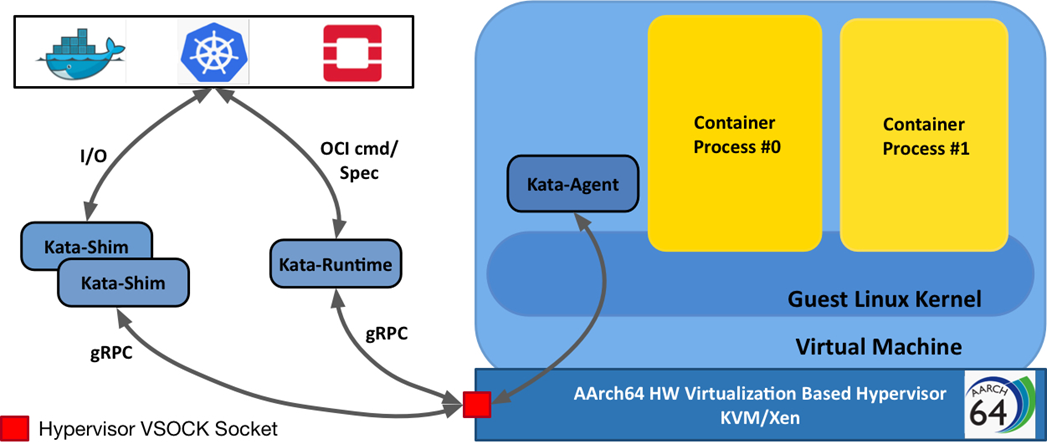 I/O
OCI cmd/
Spec
Kata-Shim
Kata-Shim
Kata-Runtime
gRPC
gRPC
Hypervisor VSOCK Socket
Container
Process #0
Container
Process #1
Kata-Agent
Guest Linux Kernel
Virtual Machine
AArch64 HW Virtualization Based Hypervisor
KVM/Xen
AARCH
64